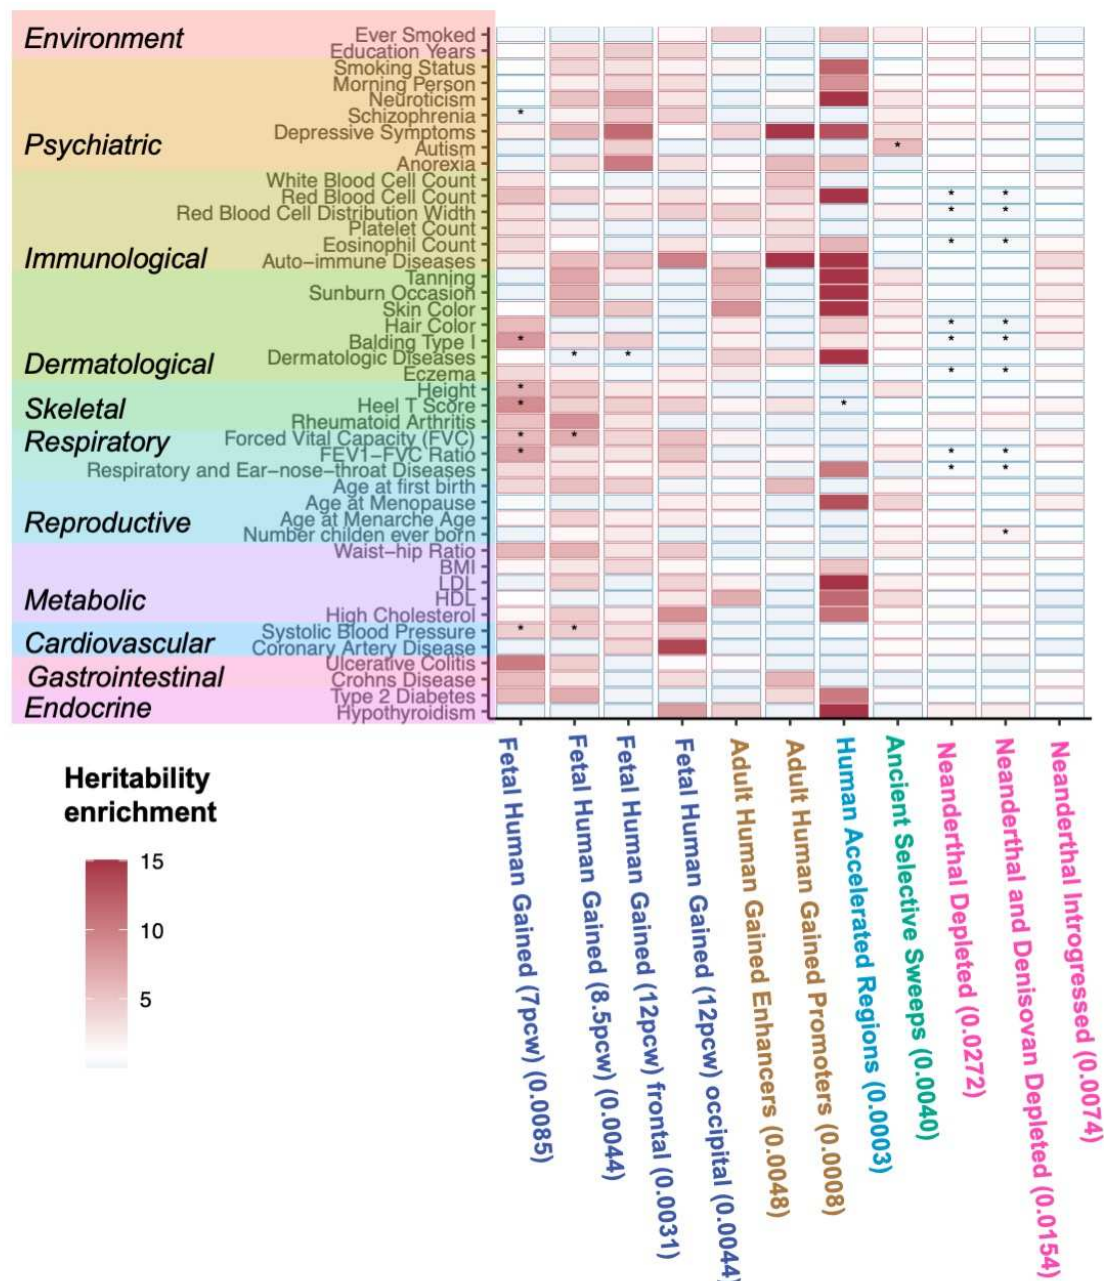 Environment
Ever Smoked
Education Years
Psychiatric
Smoking Status
Morning Person
Neuroticism
Schizophrenia
Depressive Symptoms
Autism
Anorexia
Immunological
White Blood Cell Count
Red Blood Cell Count
Red Blood Cell Distribution Width
Platelet Count
Eosinophil Count
Auto-immune Diseases
Dermatological
Tanning
Sunburn Occasion
Skin Color
Hair Color
Balding Type I
Dermatologic Diseases
Eczema
Skeletal
Height
Heel T Score
Rheumatoid Arthritis
Respiratory
Forced Vital Capacity (FVC)
FEV1-FVC Ratio
Respiratory and Ear-nose-throat Diseases
Reproductive
Age at first birth
Age at Menopause
Age at Menarche Age
Number childen ever born
Metabolic
Waist-hip Ratio
BMI
LDL
HDL
High Cholesterol
Cardiovascular
Systolic Blood Pressure
Coronary Artery Disease
Gastrointestinal
Ulcerative Colitis
Crohns Disease
Endocrine
Type 2 Diabetes
Hypothyroidism
Fetal Human Gained (7pcw) (0.0085)
Fetal Human Gained (8.5pcw) (0.0044)
Fetal Human Gained (12pcw) frontal (0.0031)
Fetal Human Gained (12pcw) occipital (0.0044)
Adult Human Gained Enhancers (0.0048)
Adult Human Gained Promoters (0.0008)
Human Accelerated Regions (0.0003)
Ancient Selective Sweeps (0.0040)
Neanderthal Depleted (0.0272)
Neanderthal and Denisovan Depleted (0.0154)
Neanderthal Introgressed (0.0074)
Heritability
enrichment
15
10
5